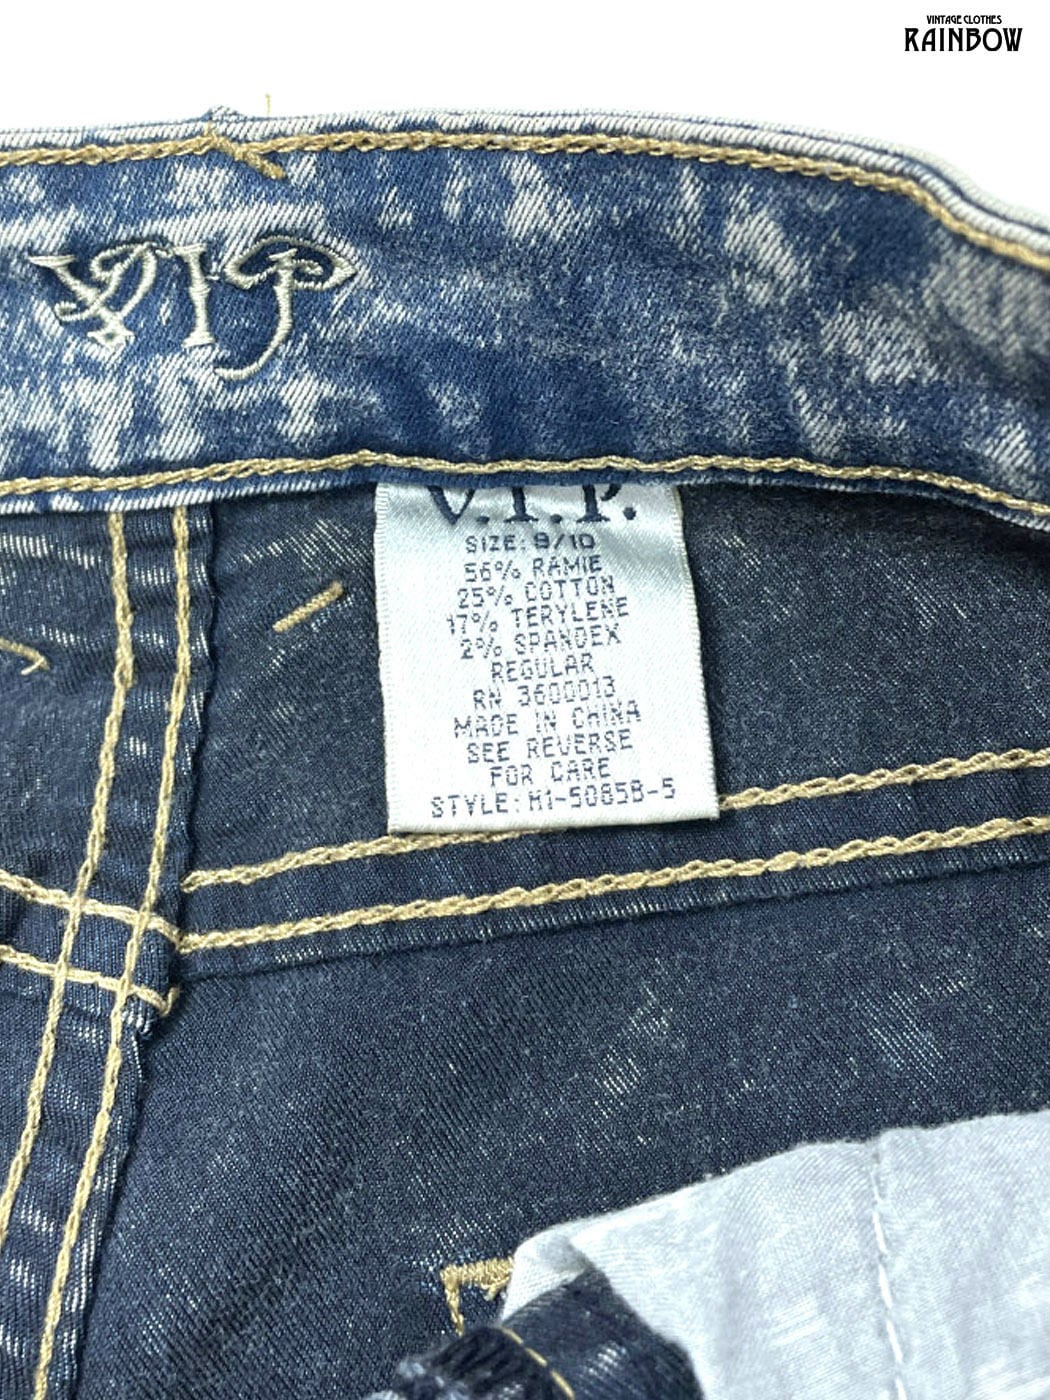 VINTAGE CLOTHES
RAINBOW
VIP
V.I.P.
SIZE: 9/10
56% RAMIE
25% COTTON
17% TERYLENE
2% SPANDEX
REGULAR
RN 3600013
MADE IN CHINA
SEE REVERSE
FOR CARE
STYLE: M1-5085B-5